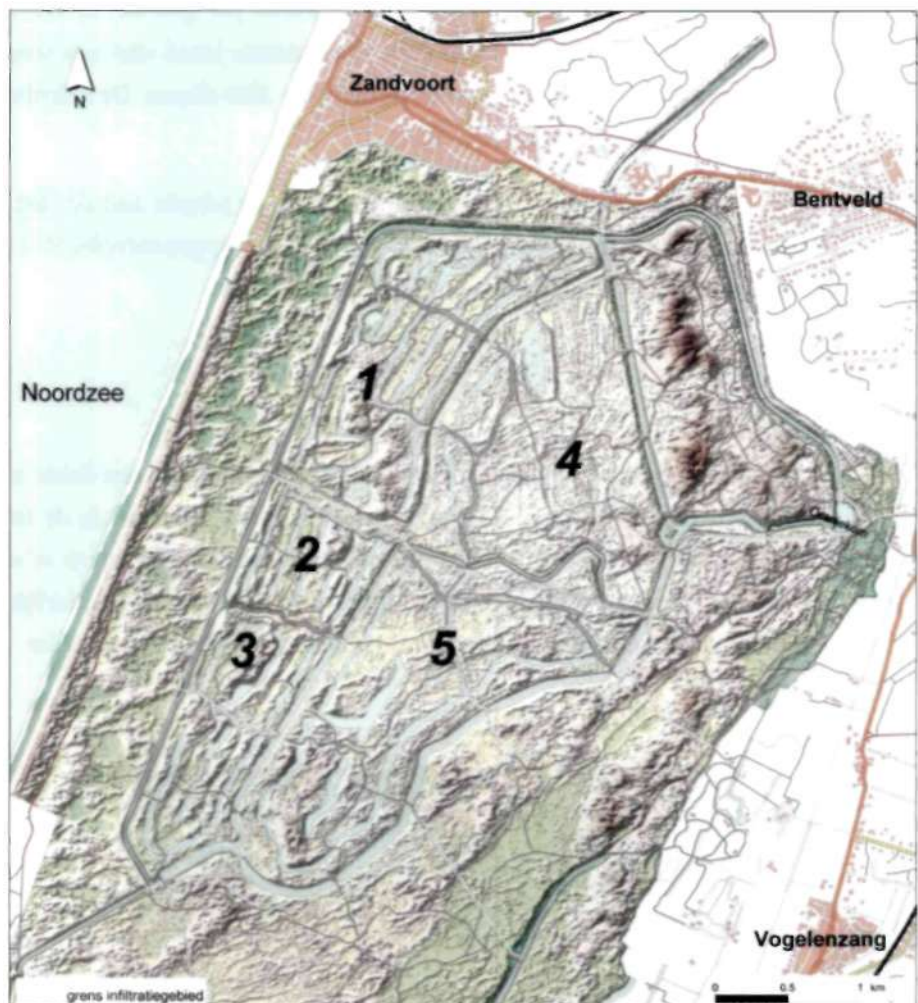 Zandvoort
N
Bentveld
Noordzee
1
4
2
3
5
Vogelenzang
grens infiltratiegebied
0 0.5 1 km